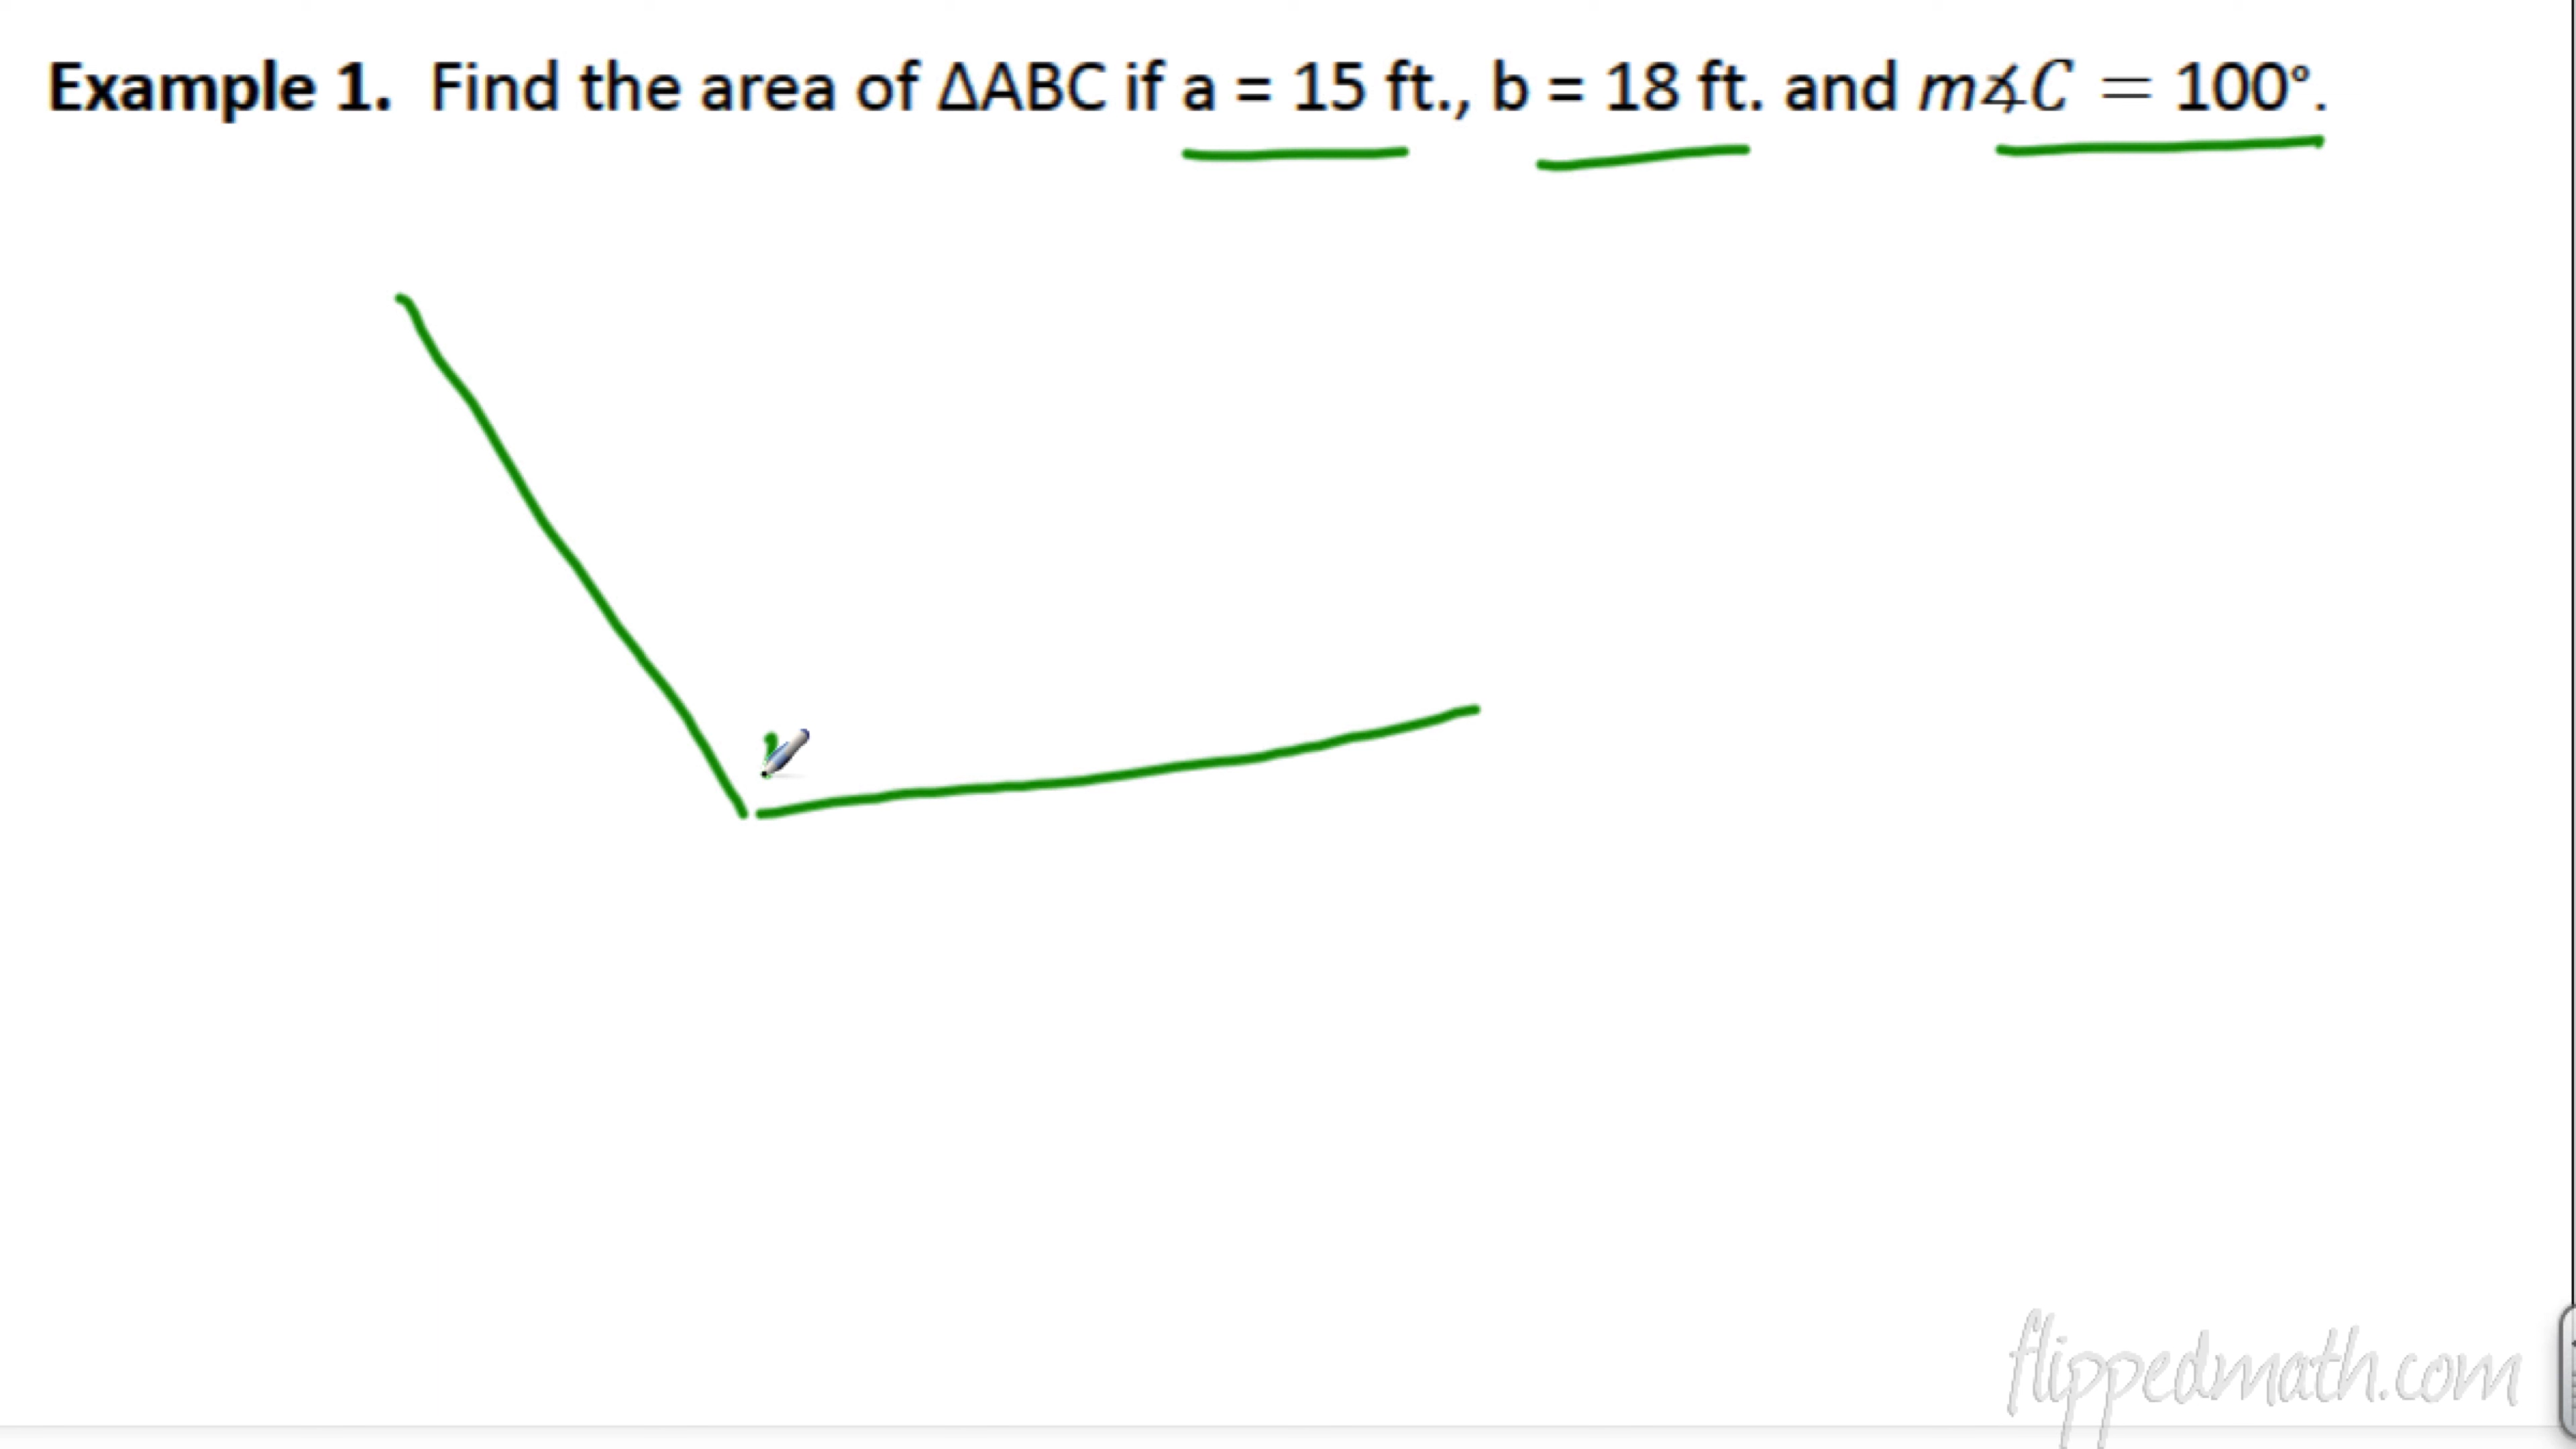 Example 1. Find the area of ΔABC if a = 15 ft., b = 18 ft. and m∡C = 100°.
flippedmath.com